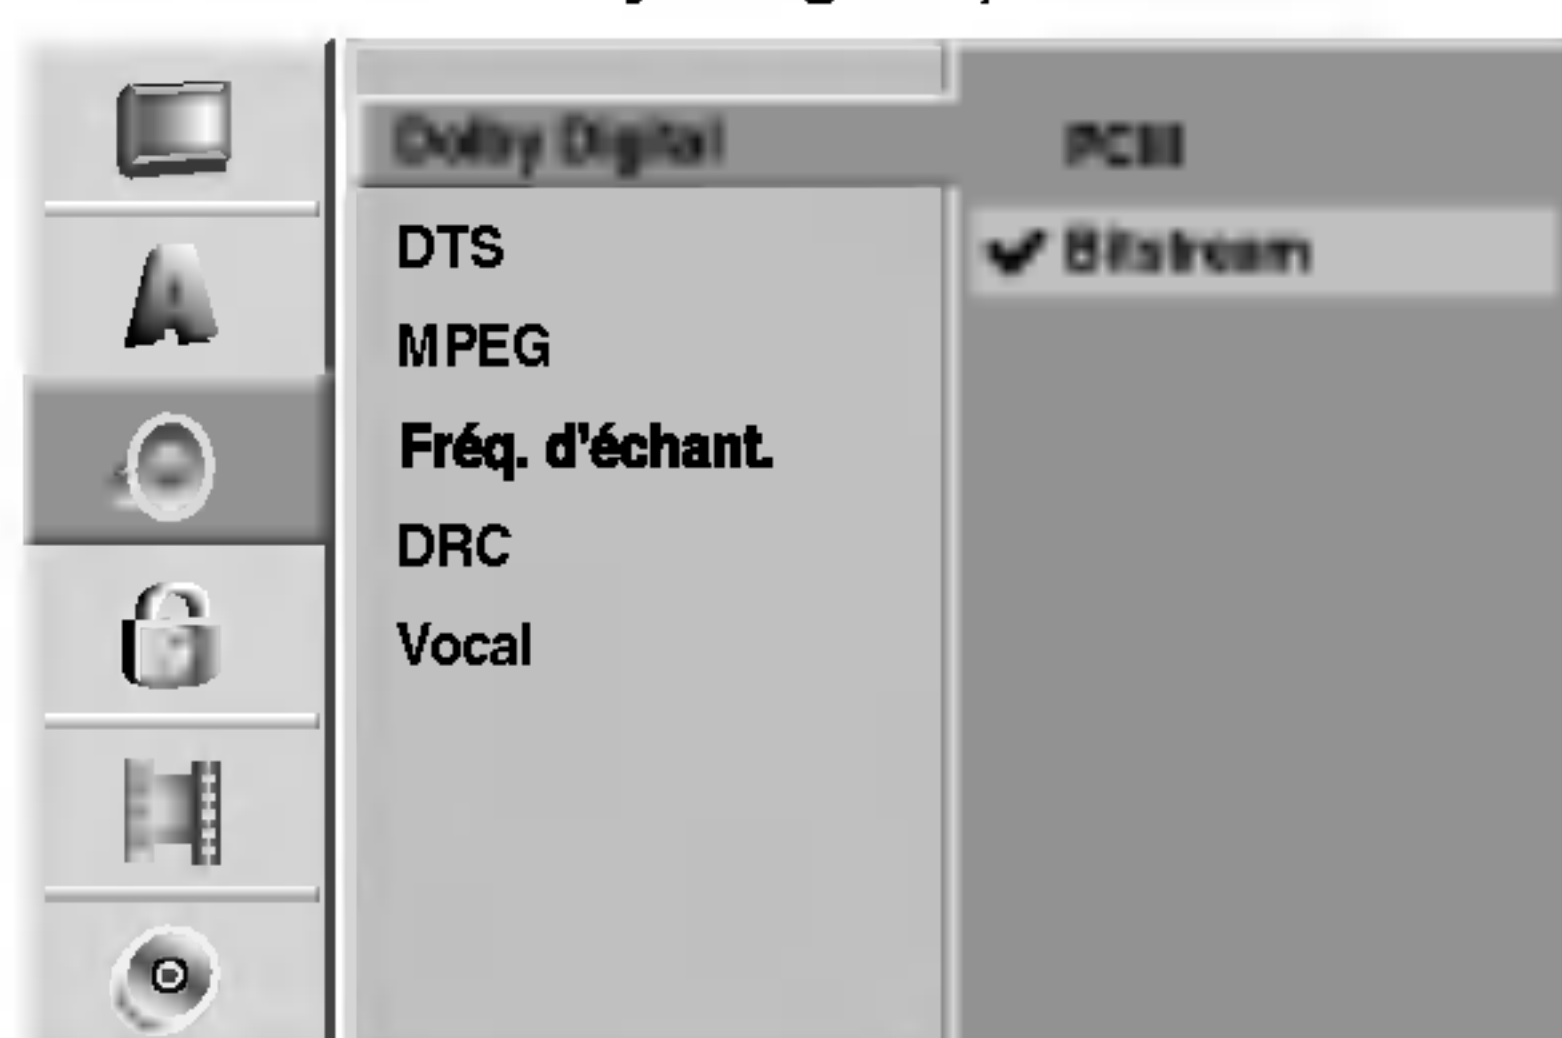 Dolby Digital
PCM
DTS
✔ Bitstream
MPEG
Fréq. d'échant.
DRC
Vocal